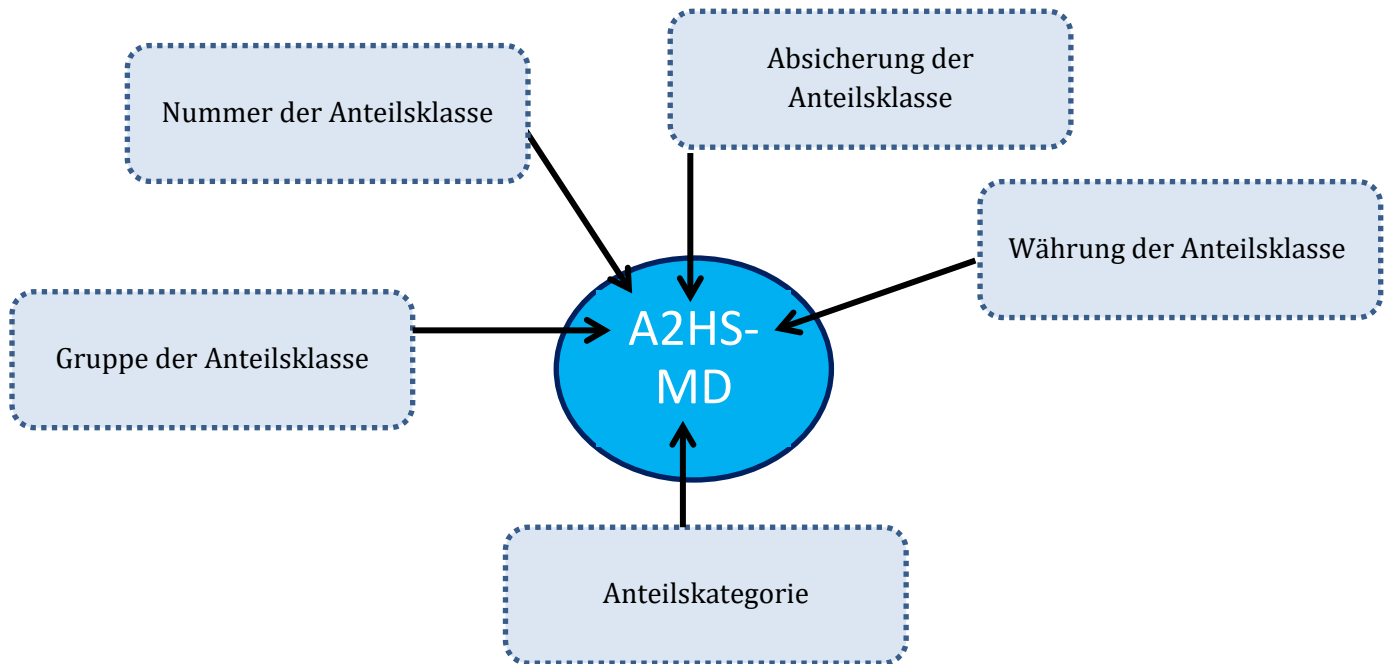 Absicherung der
Anteilsklasse
Nummer der Anteilsklasse
Währung der Anteilsklasse
Gruppe der Anteilsklasse
A2HS-
MD
Anteilskategorie